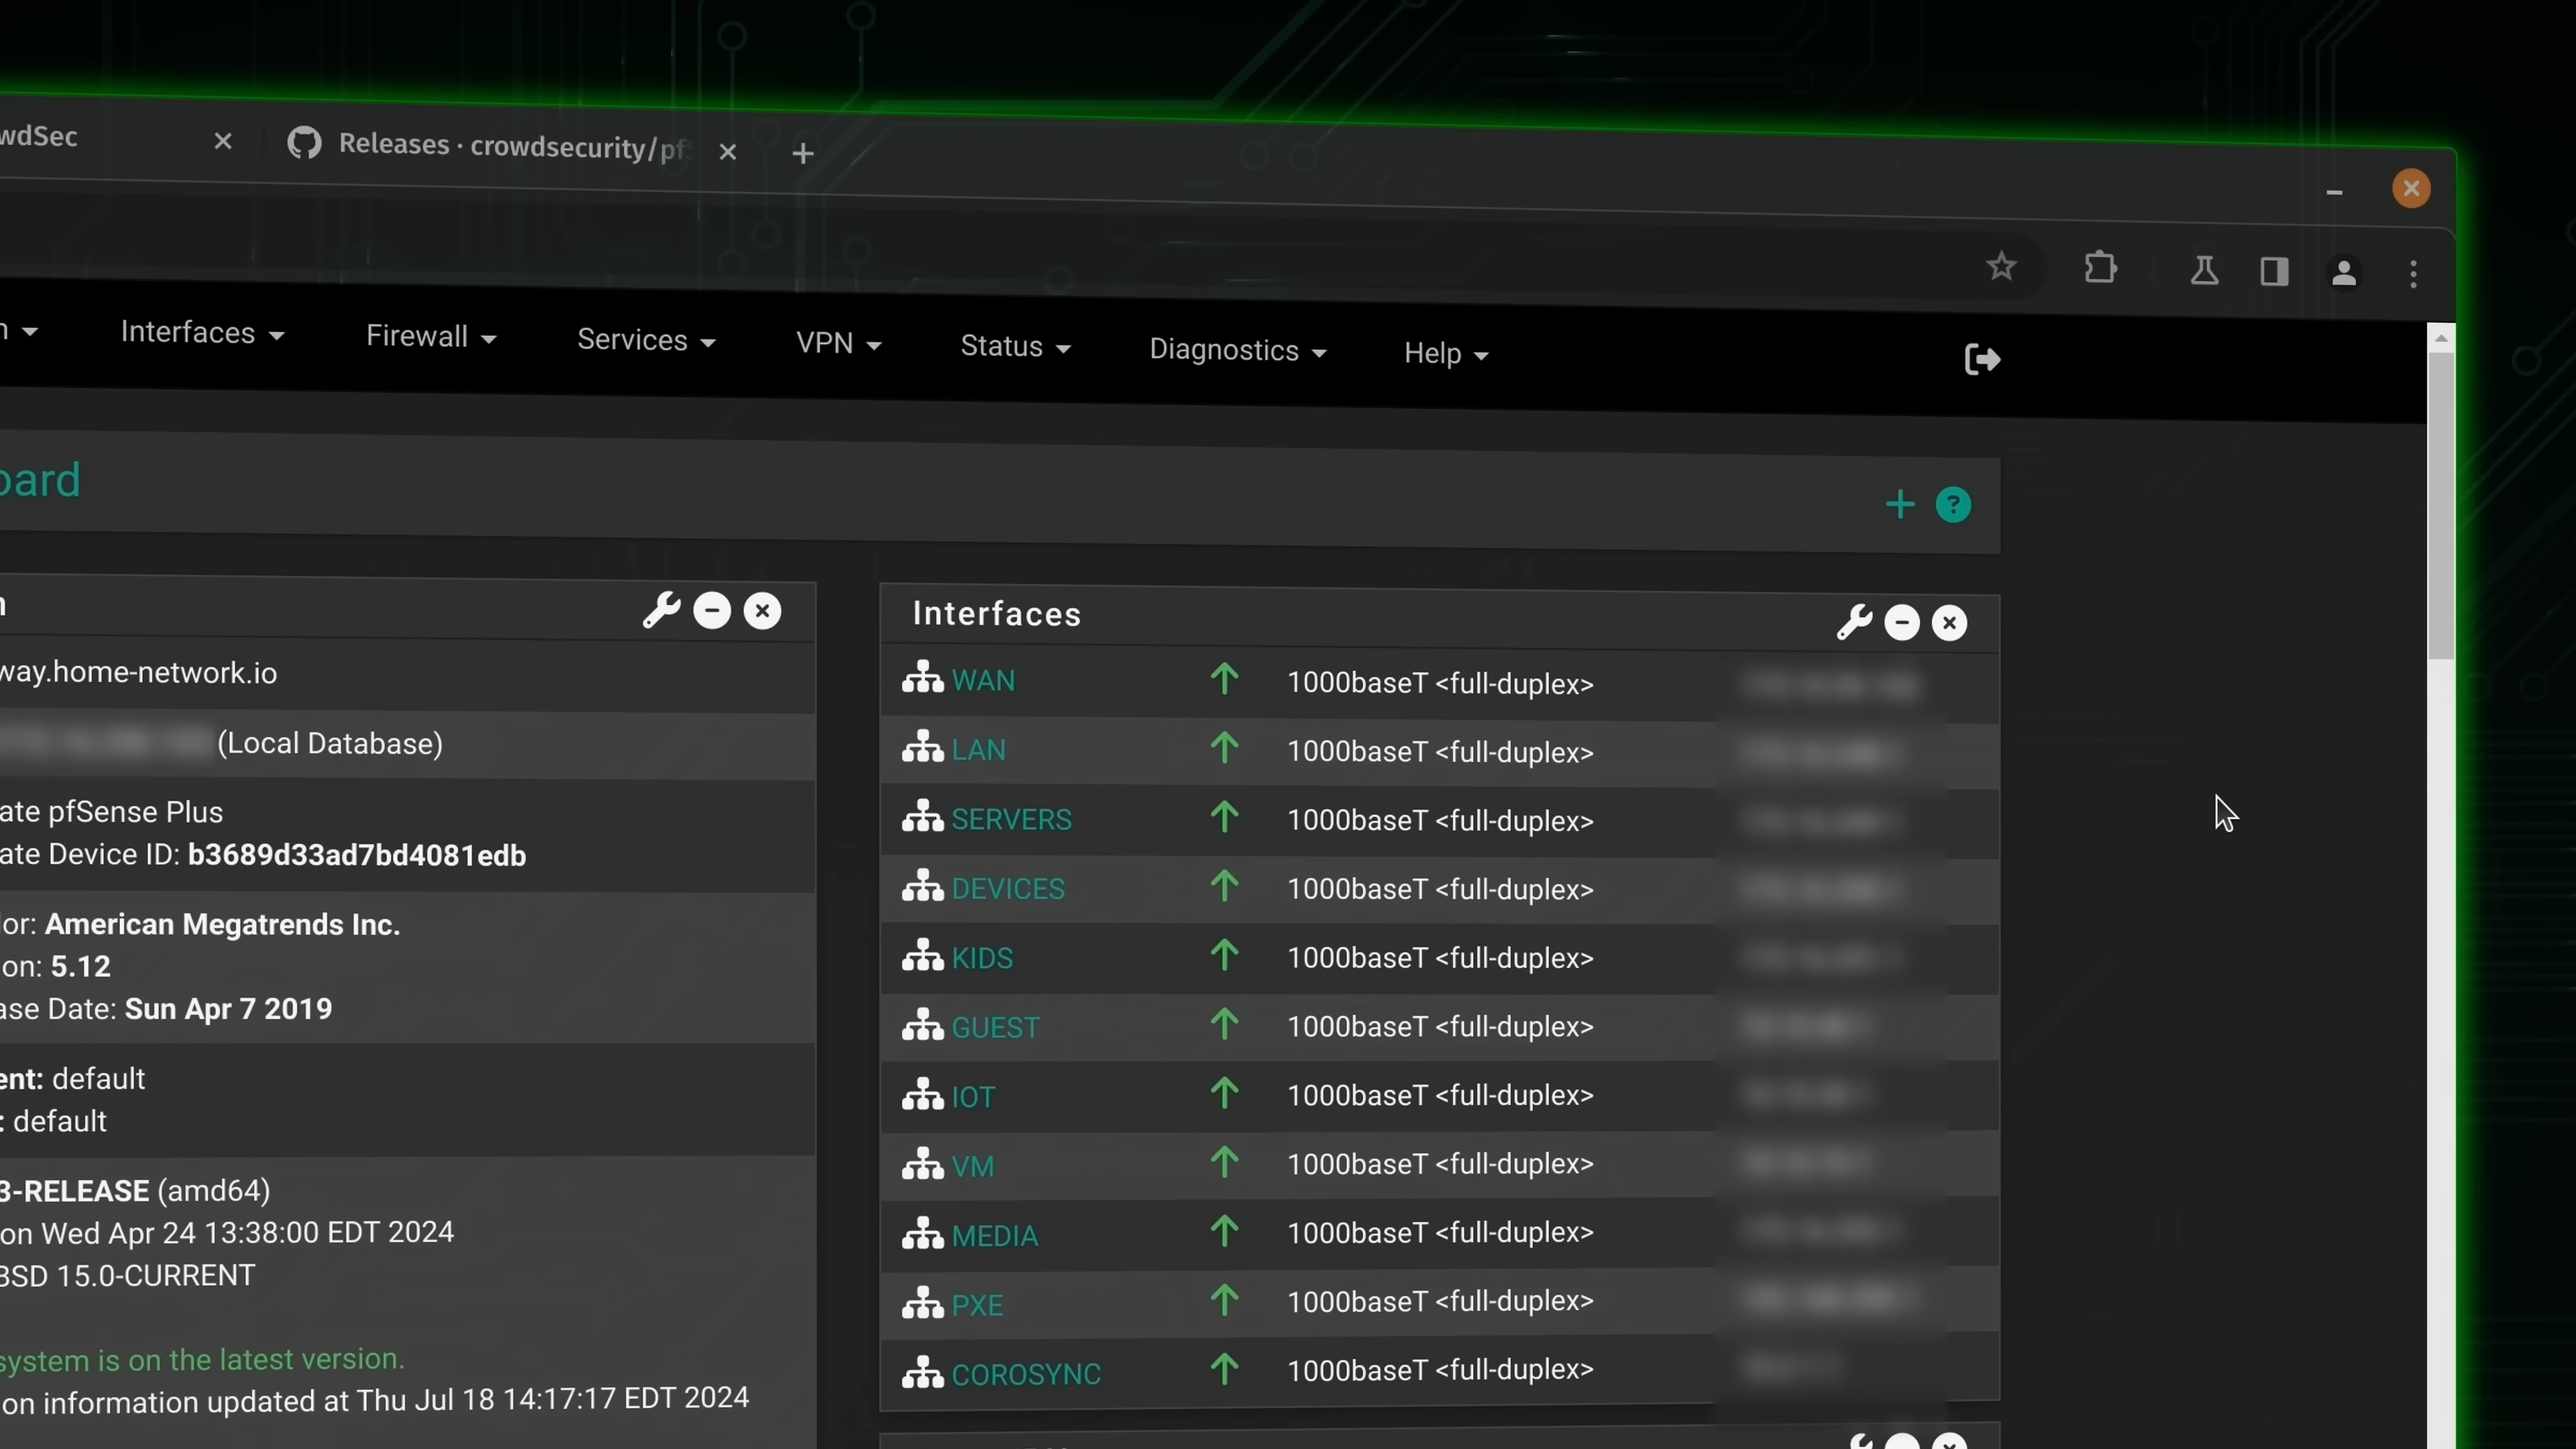 wdSec
Releases · crowdsecurity/pf
Interfaces
Firewall
Services
VPN
Status
Diagnostics
Help
oard
way.home-network.io
(Local Database)
ate pfSense Plus
ate Device ID: b3689d33ad7bd4081edb
lor: American Megatrends Inc.
on: 5.12
ase Date: Sun Apr 7 2019
ent: default
: default
3-RELEASE (amd64)
on Wed Apr 24 13:38:00 EDT 2024
BSD 15.0-CURRENT
system is on the latest version.
on information updated at Thu Jul 18 14:17:17 EDT 2024
Interfaces
WAN 1000baseT <full-duplex>
LAN 1000baseT <full-duplex>
SERVERS 1000baseT <full-duplex>
DEVICES 1000baseT <full-duplex>
KIDS 1000baseT <full-duplex>
GUEST 1000baseT <full-duplex>
IOT 1000baseT <full-duplex>
VM 1000baseT <full-duplex>
MEDIA 1000baseT <full-duplex>
PXE 1000baseT <full-duplex>
COROSYNC 1000baseT <full-duplex>